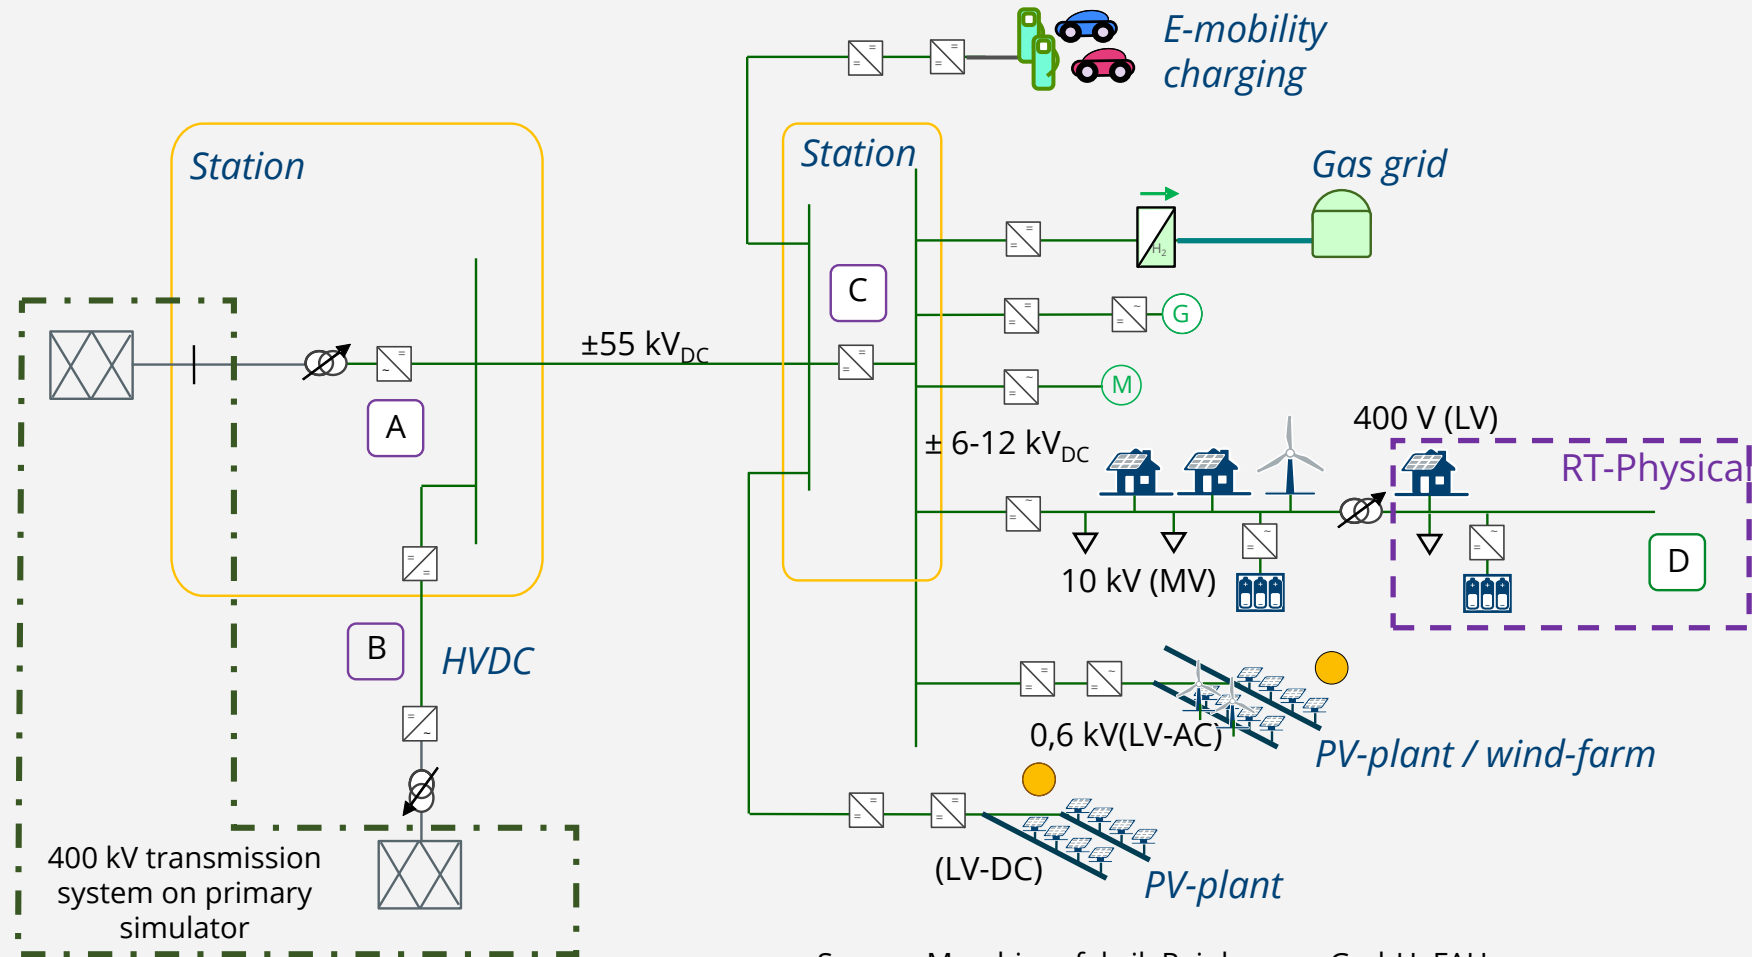 E-mobility
charging
Station
Station
Gas grid
H2
C
G
±55 kVDC
A
M
± 6-12 kVDC
400 V (LV)
RT-Physical
D
10 kV (MV)
B
HVDC
0,6 kV(LV-AC)
PV-plant / wind-farm
400 kV transmission
system on primary
simulator
(LV-DC)
PV-plant